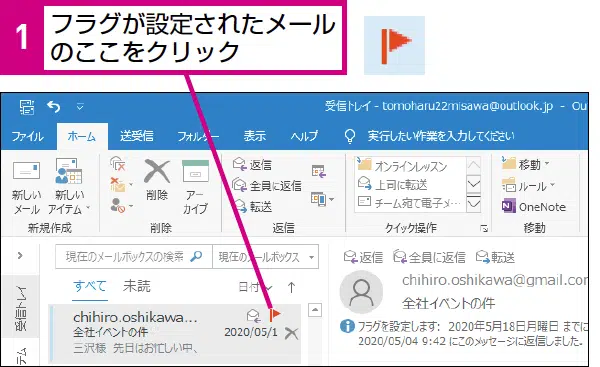 1
フラグが設定されたメール
のここをクリック
受信トレイ - tomoharu22misawa@outlook.jp - Ou
ファイル ホーム 送受信 フォルダー 表示 ヘルプ 実行したい作業を入力してください
新しい
メール
新しい
アイテム
新規作成
削除
アー
カイブ
削除
返信
全員に返信
転送
返信
オンラインレッスン
上司に転送
チーム宛て電子メ...
クイック操作
移動
ルール
OneNote
移動
現在のメールボックスの検索 現在のメールボックス
すべて 未読
日付
受信トレイ
テム
chihiro.oshikawa...
全社イベントの件 2020/05/1
三沢様 先日はお忙しい中、
返信 全員に返信 転送
chihiro.oshikawa@gmail.com
全社イベントの件
フラグを設定します: 2020年5月18日月曜日 までに
2020/05/04 9:42 にこのメッセージに返信しました。